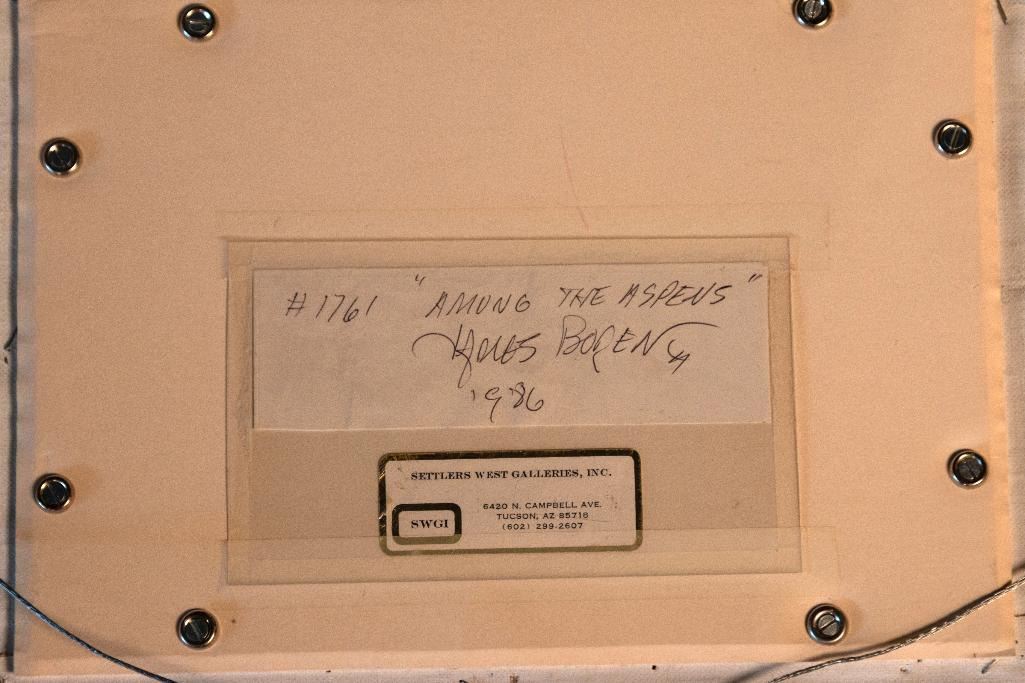 #1761 "AMONG THE ASPENS"
JAMES BOREN CA
1986
SETTLERS WEST GALLERIES, INC.
6420 N. CAMPBELL AVE.
TUCSON, AZ 85718
SWGI
(602) 299-2607